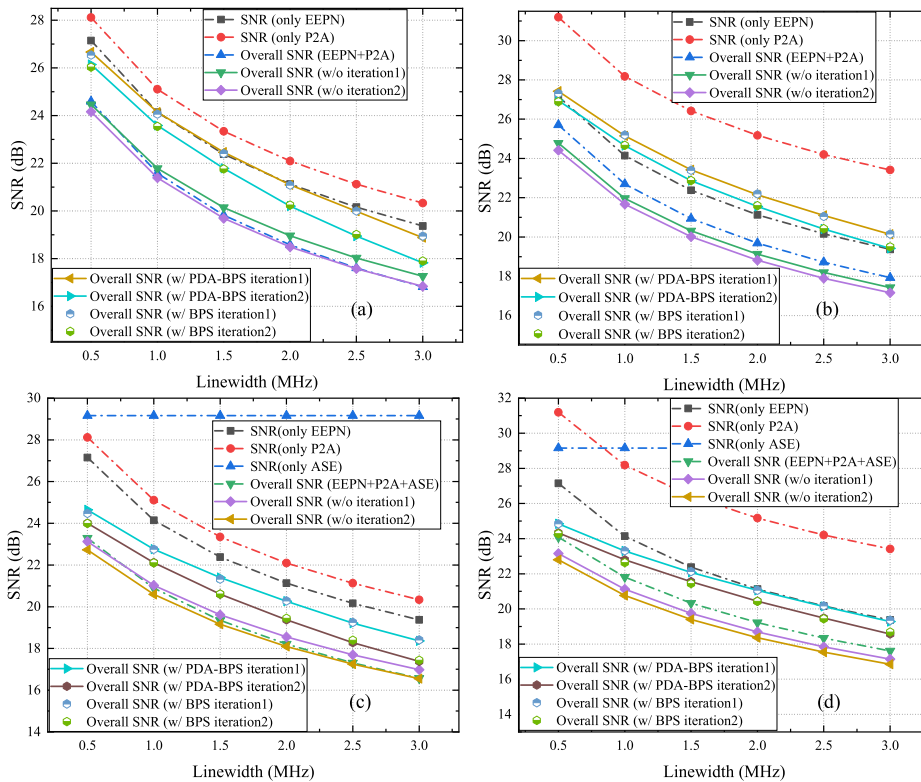 28
26
24
22
20
18
16
SNR (dB)
SNR (only EEPN)
SNR (only P2A)
Overall SNR (EEPN+P2A)
Overall SNR (w/o iteration1)
Overall SNR (w/o iteration2)
Overall SNR (w/ PDA-BPS iteration1)
Overall SNR (w/ PDA-BPS iteration2)
Overall SNR (w/ BPS iteration1)
Overall SNR (w/ BPS iteration2)
(a)
0.5 1.0 1.5 2.0 2.5 3.0
Linewidth (MHz)
30
28
26
24
22
20
18
16
SNR (dB)
SNR (only EEPN)
SNR (only P2A)
Overall SNR (EEPN+P2A)
Overall SNR (w/o iteration1)
Overall SNR (w/o iteration2)
Overall SNR (w/ PDA-BPS iteration1)
Overall SNR (w/ PDA-BPS iteration2)
Overall SNR (w/ BPS iteration1)
Overall SNR (w/ BPS iteration2)
(b)
0.5 1.0 1.5 2.0 2.5 3.0
Linewidth (MHz)
30
28
26
24
22
20
18
16
14
SNR (dB)
SNR(only EEPN)
SNR(only P2A)
SNR(only ASE)
Overall SNR (EEPN+P2A+ASE)
Overall SNR (w/o iteration1)
Overall SNR (w/o iteration2)
Overall SNR (w/ PDA-BPS iteration1)
Overall SNR (w/ PDA-BPS iteration2)
Overall SNR (w/ BPS iteration1)
Overall SNR (w/ BPS iteration2)
(c)
0.5 1.0 1.5 2.0 2.5 3.0
Linewidth (MHz)
32
30
28
26
24
22
20
18
16
14
SNR (dB)
SNR(only EEPN)
SNR(only P2A)
SNR(only ASE)
Overall SNR (EEPN+P2A+ASE)
Overall SNR (w/o iteration1)
Overall SNR (w/o iteration2)
Overall SNR (w/ PDA-BPS iteration1)
Overall SNR (w/ PDA-BPS iteration2)
Overall SNR (w/ BPS iteration1)
Overall SNR (w/ BPS iteration2)
(d)
0.5 1.0 1.5 2.0 2.5 3.0
Linewidth (MHz)